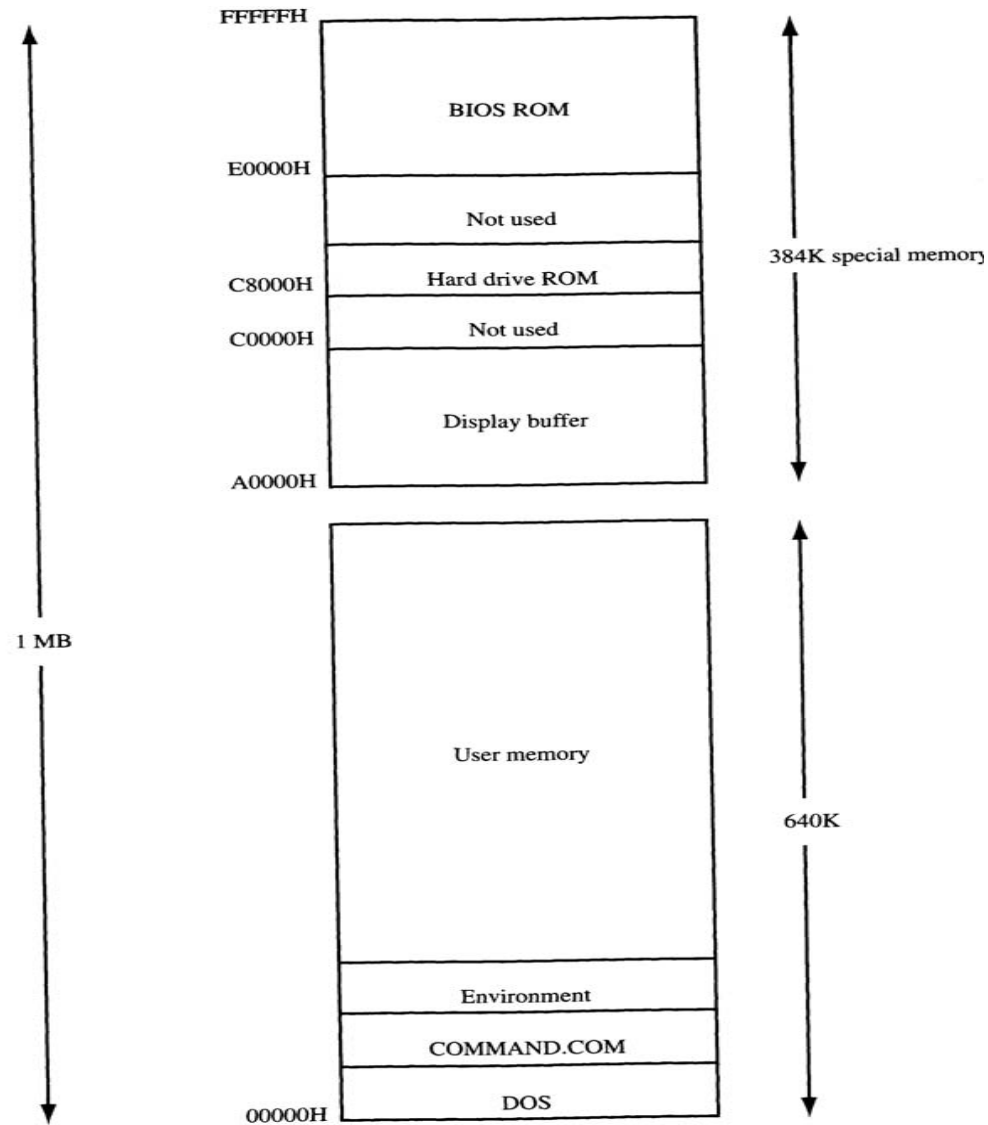 FFFFFH
BIOS ROM
E0000H
Not used
384K special memory
C8000H
Hard drive ROM
C0000H
Not used
Display buffer
A0000H
1 MB
User memory
640K
Environment
COMMAND.COM
DOS
00000H